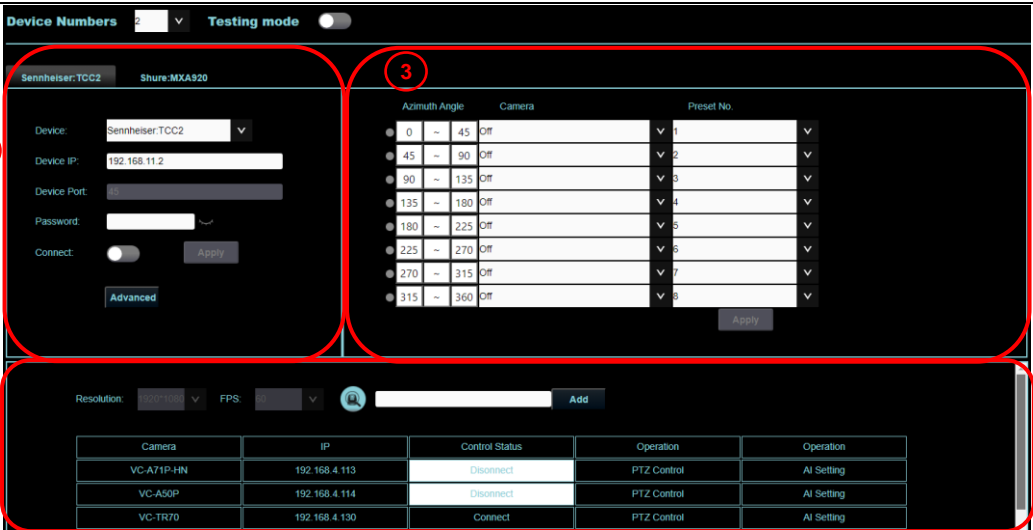 Device Numbers 2 Testing mode
Sennheiser:TCC2 Shure:MXA920
3
Azimuth Angle Camera Preset No.
Device: Sennheiser:TCC2
Device IP: 192.168.11.2
Device Port: 45
Password:
Connect: Apply
Advanced
0 ~ 45 Off 1
45 ~ 90 Off 2
90 ~ 135 Off 3
135 ~ 180 Off 4
180 ~ 225 Off 5
225 ~ 270 Off 6
270 ~ 315 Off 7
315 ~ 360 Off 8
Apply
Resolution: 1920*1080 FPS: 60 Add
Camera IP Control Status Operation Operation
VC-A71P-HN 192.168.4.113 Disonnect PTZ Control AI Setting
VC-A50P 192.168.4.114 Disonnect PTZ Control AI Setting
VC-TR70 192.168.4.130 Connect PTZ Control AI Setting